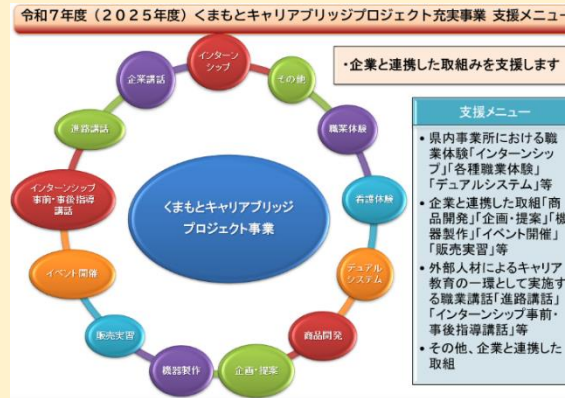 令和7年度（2025年度）くまもとキャリアブリッジプロジェクト充実事業 支援メニュー
・企業と連携した取組みを支援します
インターン
シップ
その他
職業体験
看護体験
デュアル
システム
商品開発
企画・提案
機器製作
販売実習
イベント開催
インターンシップ
事前・事後指導
講話
進路講話
企業講話
くまもとキャリアブリッジ
プロジェクト事業
支援メニュー
• 県内事業所における職
業体験「インターンシッ
プ」「各種職業体験」
「デュアルシステム」等
• 企業と連携した取組「商
品開発」「企画・提案」「機
器製作」「イベント開催」
「販売実習」等
• 外部人材によるキャリア
教育の一環として実施す
る職業講話「進路講話」
「インターンシップ事前・
事後指導講話」等
• その他、企業と連携した
取組